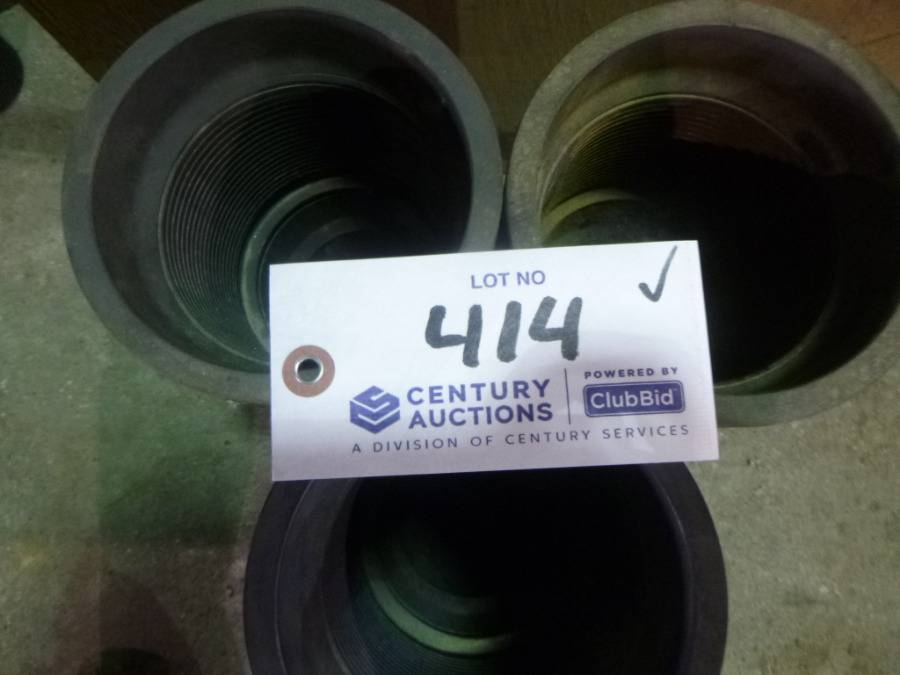 LOT NO
414
CENTURY AUCTIONS
POWERED BY
ClubBid
A DIVISION OF CENTURY SERVICES